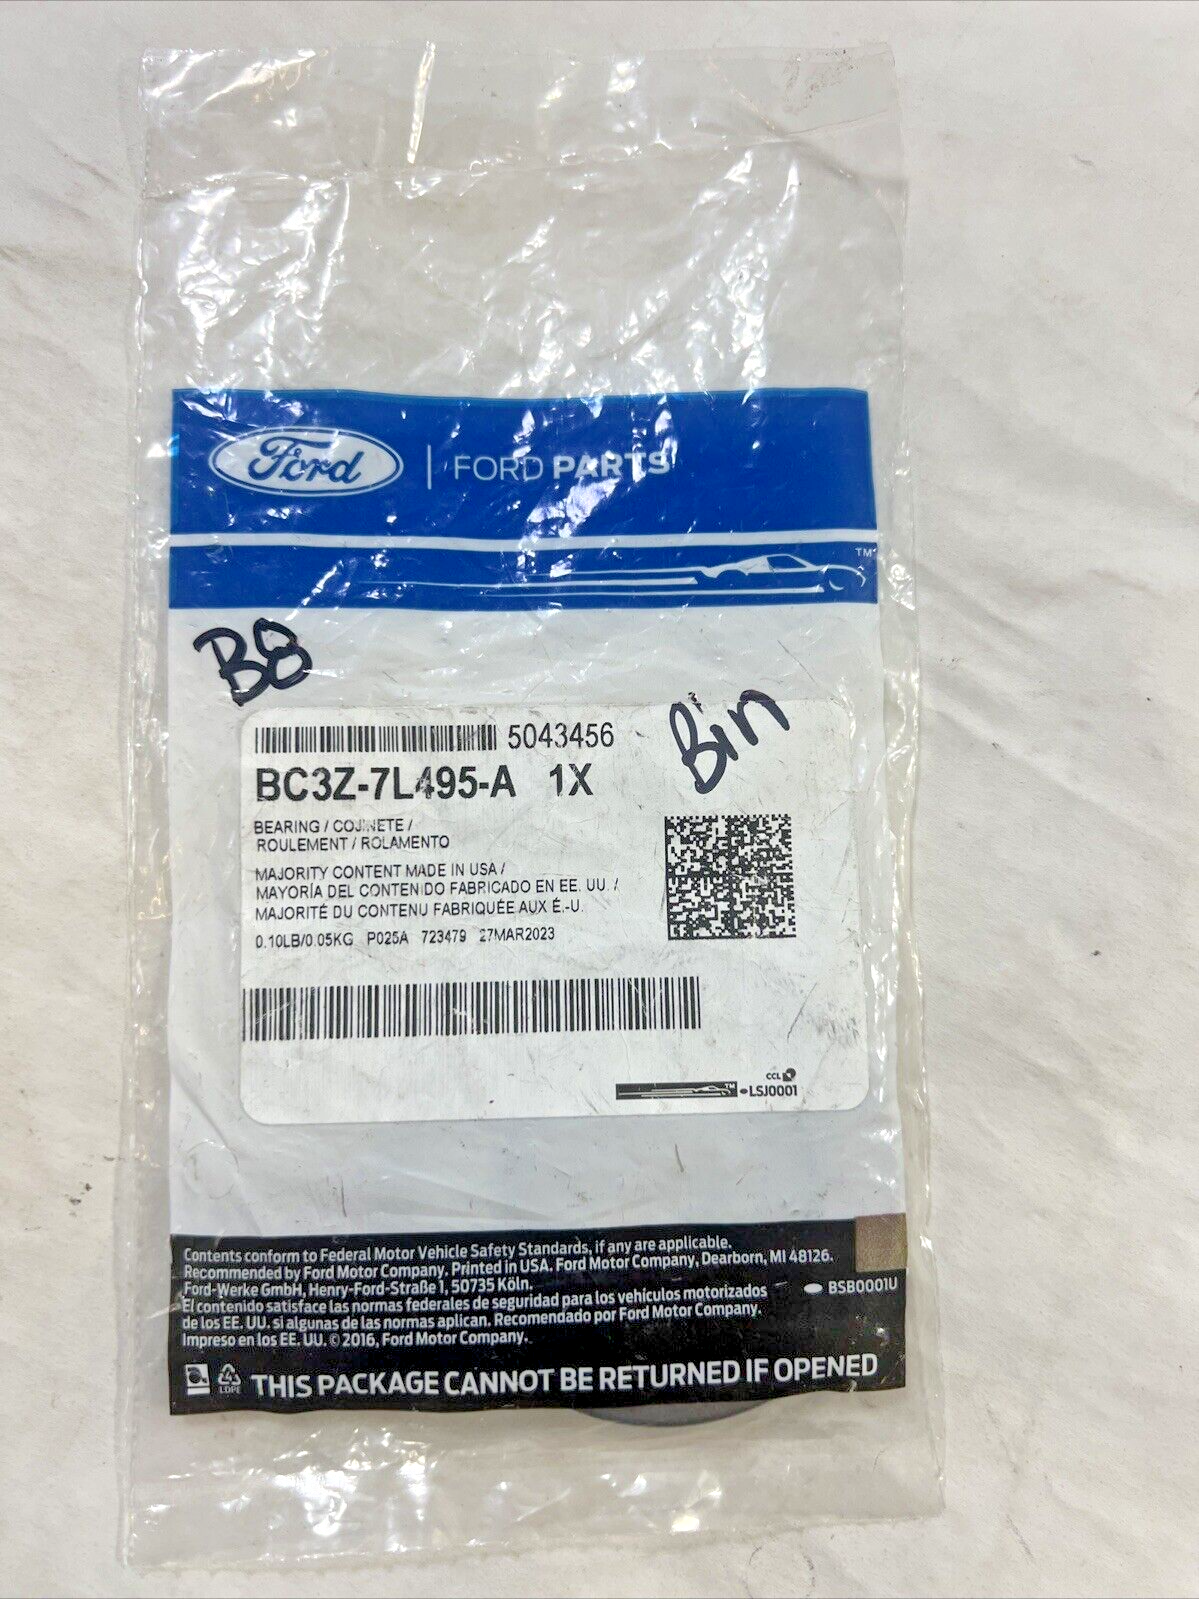 Ford | FORD PARTS
TM
B8
Bin
5043456
BC3Z-7L495-A 1X
BEARING / COJINETE /
ROULEMENT / ROLAMENTO
MAJORITY CONTENT MADE IN USA /
MAYORÍA DEL CONTENIDO FABRICADO EN EE. UU. /
MAJORITÉ DU CONTENU FABRIQUÉE AUX É.-U.
0.10LB/0.05KG P025A 723479 27MAR2023
CCL
TM LSJ0001
Contents conform to Federal Motor Vehicle Safety Standards, if any are applicable.
Recommended by Ford Motor Company. Printed in USA. Ford Motor Company, Dearborn, MI 48126.
Ford-Werke GmbH, Henry-Ford-Straße 1, 50735 Köln.
BSB0001U
El contenido satisface las normas federales de seguridad para los vehículos motorizados
de los EE. UU. si algunas de las normas aplican. Recomendado por Ford Motor Company.
Impreso en los EE. UU. © 2016, Ford Motor Company.
LDPE
THIS PACKAGE CANNOT BE RETURNED IF OPENED